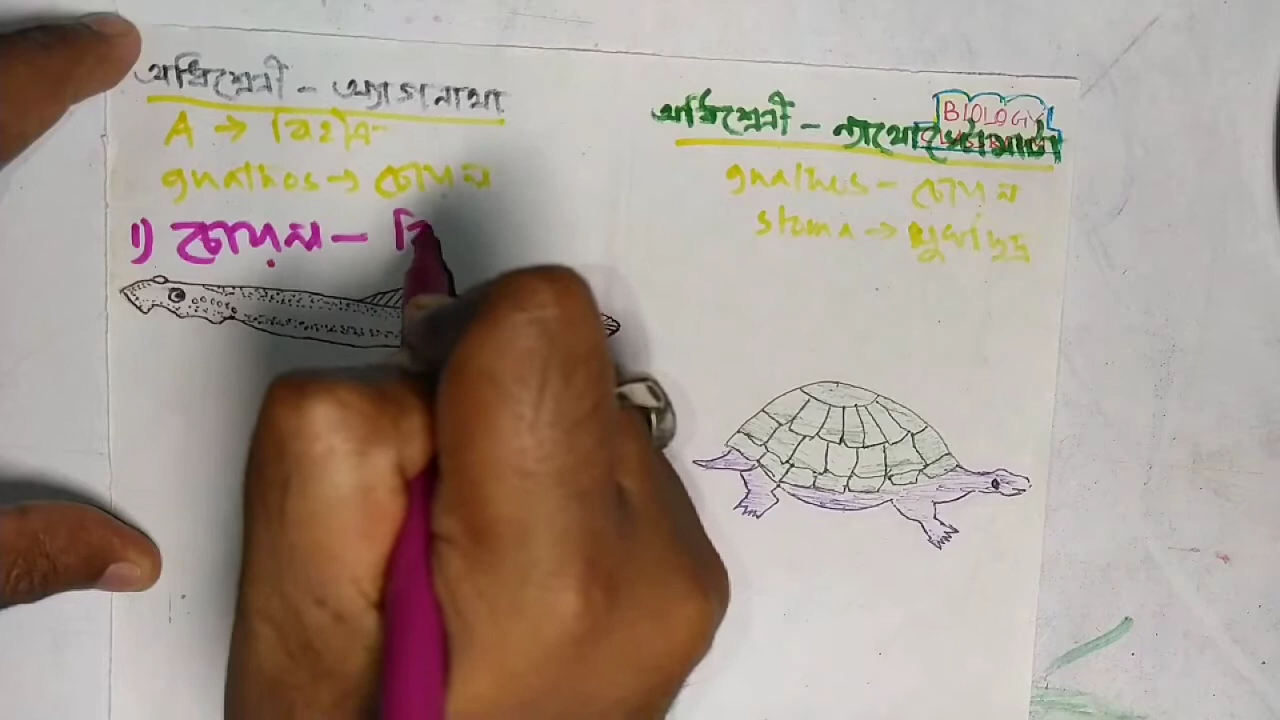 অধিশ্রেণী - অ্যাগনাথা
A → বিহীন
gnathos → চোয়াল
1) চোয়াল - বি
BIOLOGY
অধিশ্রেণী - ন্যাথোস্টোমাটা
gnathos - চোয়াল
stoma → মুখছিদ্র